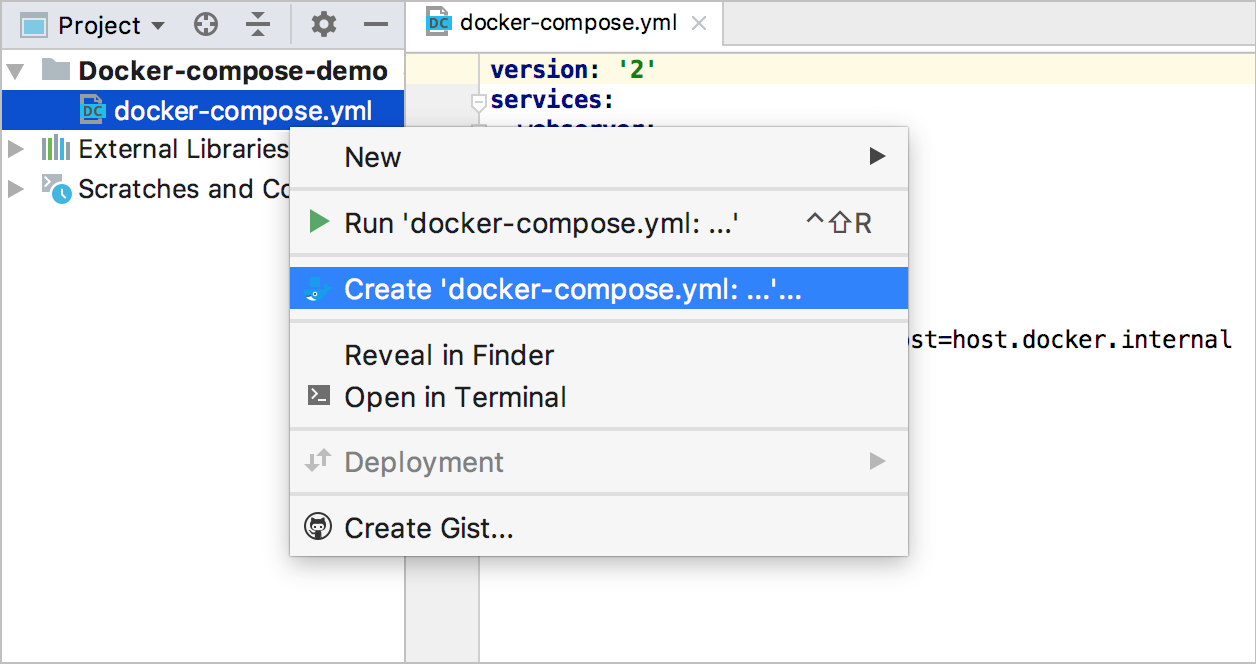 Project
docker-compose.yml
Docker-compose-demo
docker-compose.yml
External Libraries
Scratches and
version: '2'
services:
webserver:
New
Run 'docker-compose.yml: ...' ^⇧R
Create 'docker-compose.yml: ...'...
Reveal in Finder
Open in Terminal
Deployment
Create Gist...
st=host.docker.internal